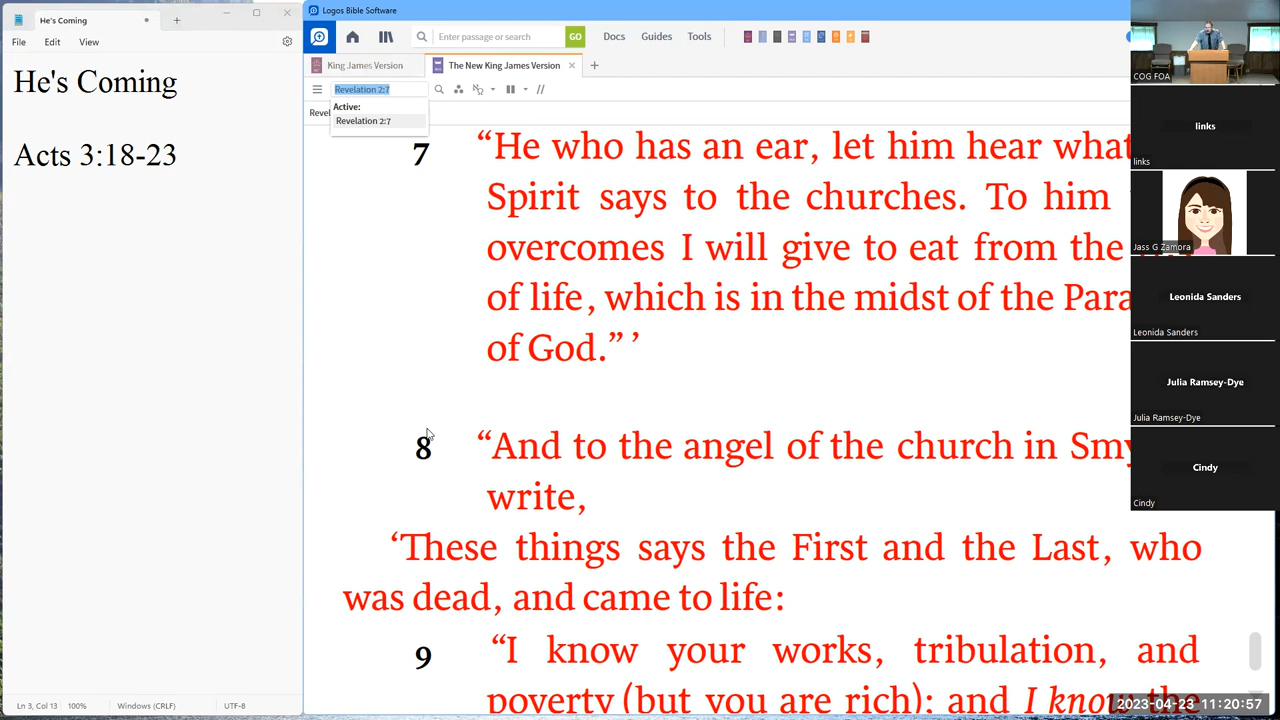 He's Coming
File Edit View
He's Coming
Acts 3:18-23
Ln 3, Col 13 100% Windows (CRLF) UTF-8
Logos Bible Software
Enter passage or search GO Docs Guides Tools
King James Version The New King James Version
Revelation 2:7
Active:
Revelation 2:7
Revel
7 “He who has an ear, let him hear what
Spirit says to the churches. To him
overcomes I will give to eat from the
of life, which is in the midst of the Para
of God.” ’
8 “And to the angel of the church in Smy
write,
‘These things says the First and the Last, who
was dead, and came to life:
9 “I know your works, tribulation, and
poverty (but you are rich); and I know the
COG FOA
links
links
Jass G Zamora
Leonida Sanders
Leonida Sanders
Julia Ramsey-Dye
Julia Ramsey-Dye
Cindy
Cindy
2023-04-23 11:20:57